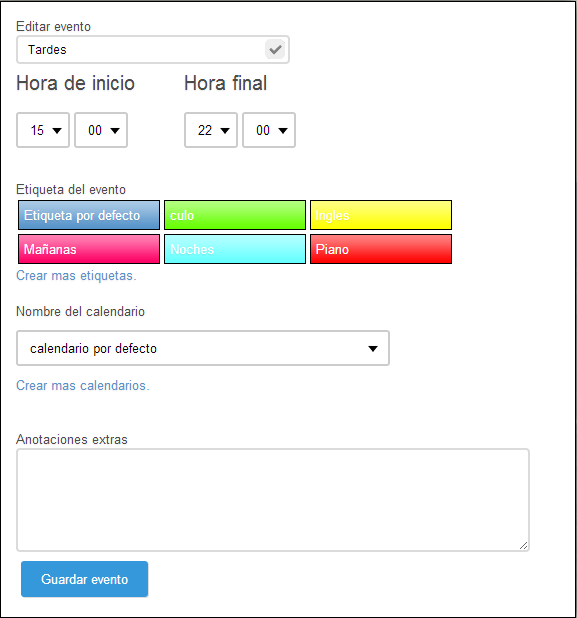 Editar evento
Tardes
Hora de inicio Hora final
15 00 22 00
Etiqueta del evento
Etiqueta por defecto culo Ingles
Mañanas Noches Piano
Crear mas etiquetas.
Nombre del calendario
calendario por defecto
Crear mas calendarios.
Anotaciones extras
Guardar evento